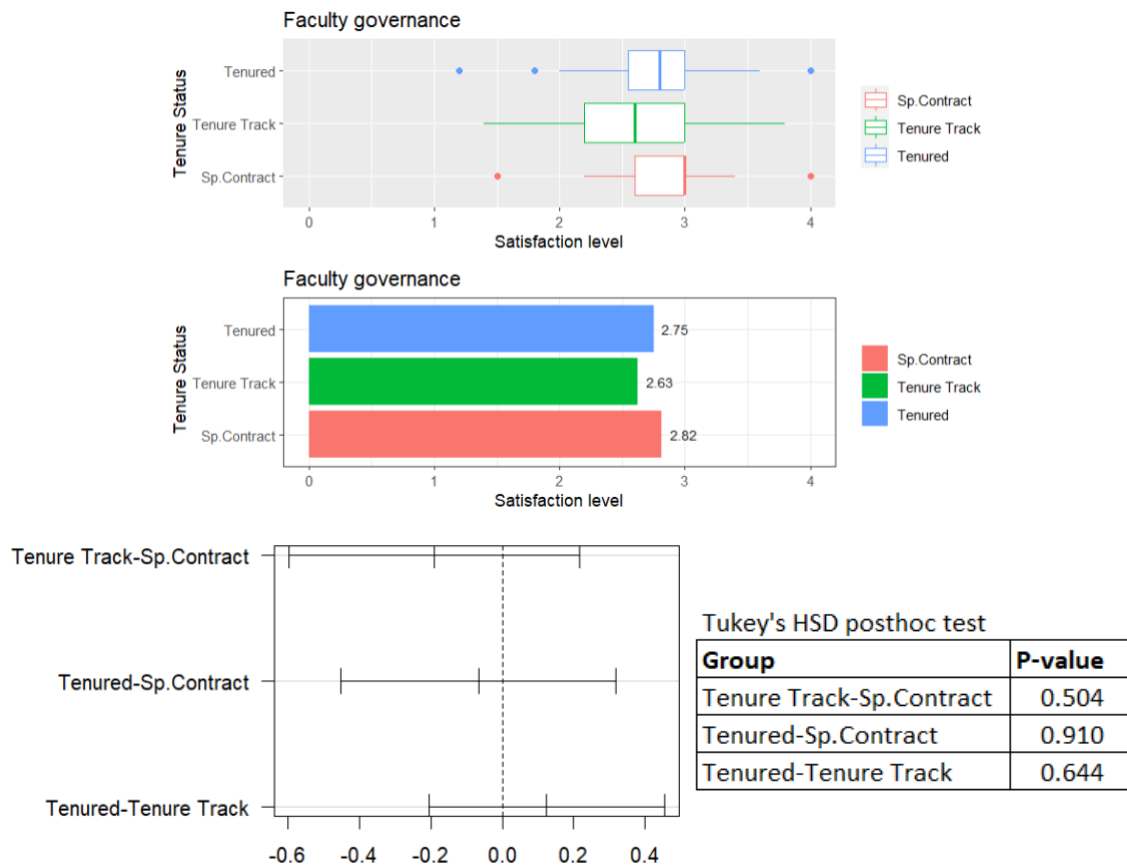 Faculty governance
Tenure Status
Tenured
Tenure Track
Sp.Contract
0 1 2 3 4
Satisfaction level
Sp.Contract
Tenure Track
Tenured
Faculty governance
Tenure Status
Tenured
Tenure Track
Sp.Contract
2.75
2.63
2.82
0 1 2 3 4
Satisfaction level
Sp.Contract
Tenure Track
Tenured
Tenure Track-Sp.Contract
Tenured-Sp.Contract
Tenured-Tenure Track
-0.6 -0.4 -0.2 0.0 0.2 0.4
Tukey's HSD posthoc test
Group P-value
Tenure Track-Sp.Contract 0.504
Tenured-Sp.Contract 0.910
Tenured-Tenure Track 0.644